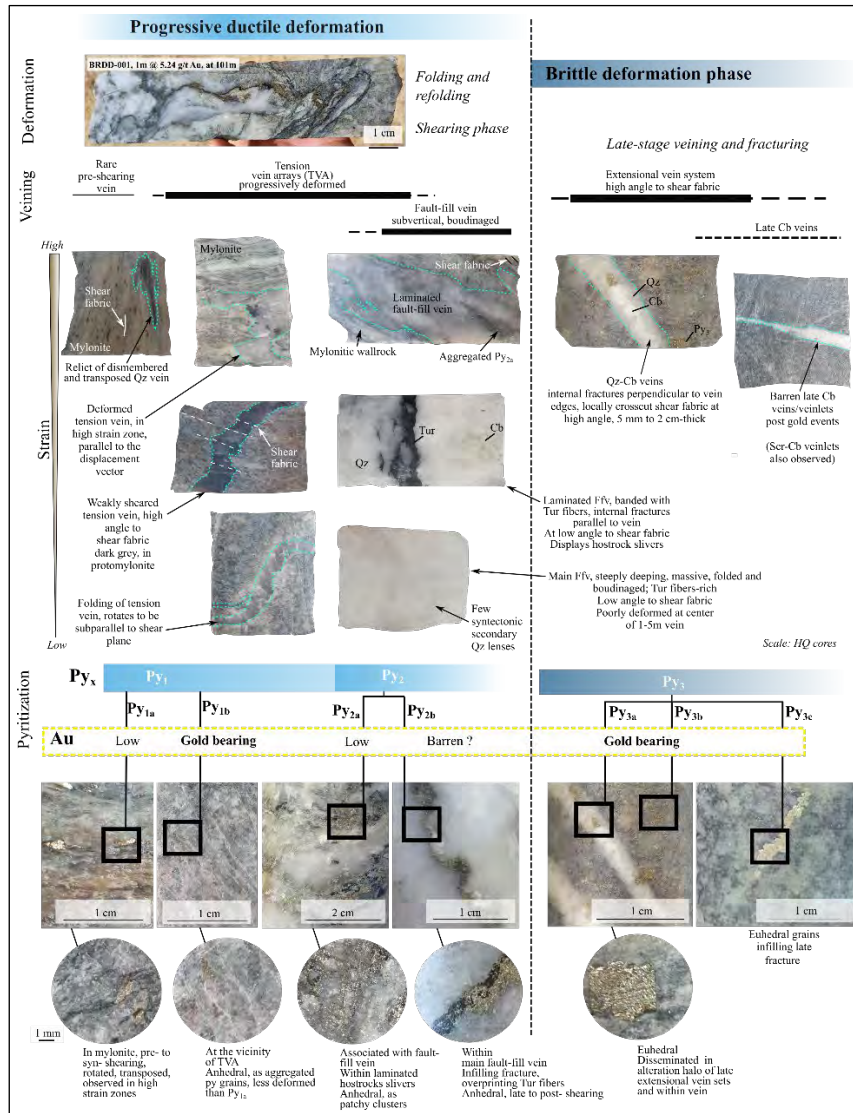 Progressive ductile deformation
Brittle deformation phase
Deformation
BRDD-001, 1m @ 5.24 g/t Au, at 101m
1 cm
Folding and
refolding
Shearing phase
Late-stage veining and fracturing
Veining
Rare
pre-shearing
vein
Tension
vein arrays (TVA)
progressively deformed
Fault-fill vein
subvertical, boudinaged
Extensional vein system
high angle to shear fabric
Late Cb veins
Strain
High
Low
Shear
fabric
Mylonite
Relict of dismembered
and transposed Qz vein
Mylonite
Deformed
tension vein, in
high strain zone,
parallel to the
displacement
vector
Shear fabric
Laminated
fault-fill vein
Mylonitic wallrock
Aggregated Py2a
Qz
Cb
Py3
Qz-Cb veins
internal fractures perpendicular to vein
edges, locally crosscut shear fabric at
high angle, 5 mm to 2 cm-thick
Barren late Cb
veins/veinlets
post gold events
(Ser-Cb veinlets
also observed)
Shear
fabric
Weakly sheared
tension vein, high
angle to
shear fabric
dark grey, in
protomylonite
Qz
Tur
Cb
Laminated Ffv, banded with
Tur fibers, internal fractures
parallel to vein
At low angle to shear fabric
Displays hostrock slivers
Folding of tension
vein, rotates to be
subparallel to shear
plane
Few
syntectonic
secondary
Qz lenses
Main Ffv, steeply deeping, massive, folded and
boudinaged; Tur fibers-rich
Low angle to shear fabric
Poorly deformed at center
of 1-5m vein
Scale: HQ cores
Pyritization
Pyx
Py1
Py2
Py3
Py1a
Py1b
Py2a
Py2b
Py3a
Py3b
Py3c
Au
Low
Gold bearing
Low
Barren ?
Gold bearing
1 cm
1 cm
2 cm
1 cm
1 cm
1 cm
Euhedral grains
infilling late
fracture
1 mm
In mylonite, pre- to
syn- shearing,
rotated, transposed,
observed in high
strain zones
At the vicinity
of TVA
Anhedral, as aggregated
py grains, less deformed
than Py1a
Associated with fault-
fill vein
Within laminated
hostrocks slivers
Anhedral, as
patchy clusters
Within
main fault-fill vein
Infilling fracture,
overprinting Tur fibers
Anhedral, late to post- shearing
Euhedral
Disseminated in
alteration halo of late
extensional vein sets
and within vein